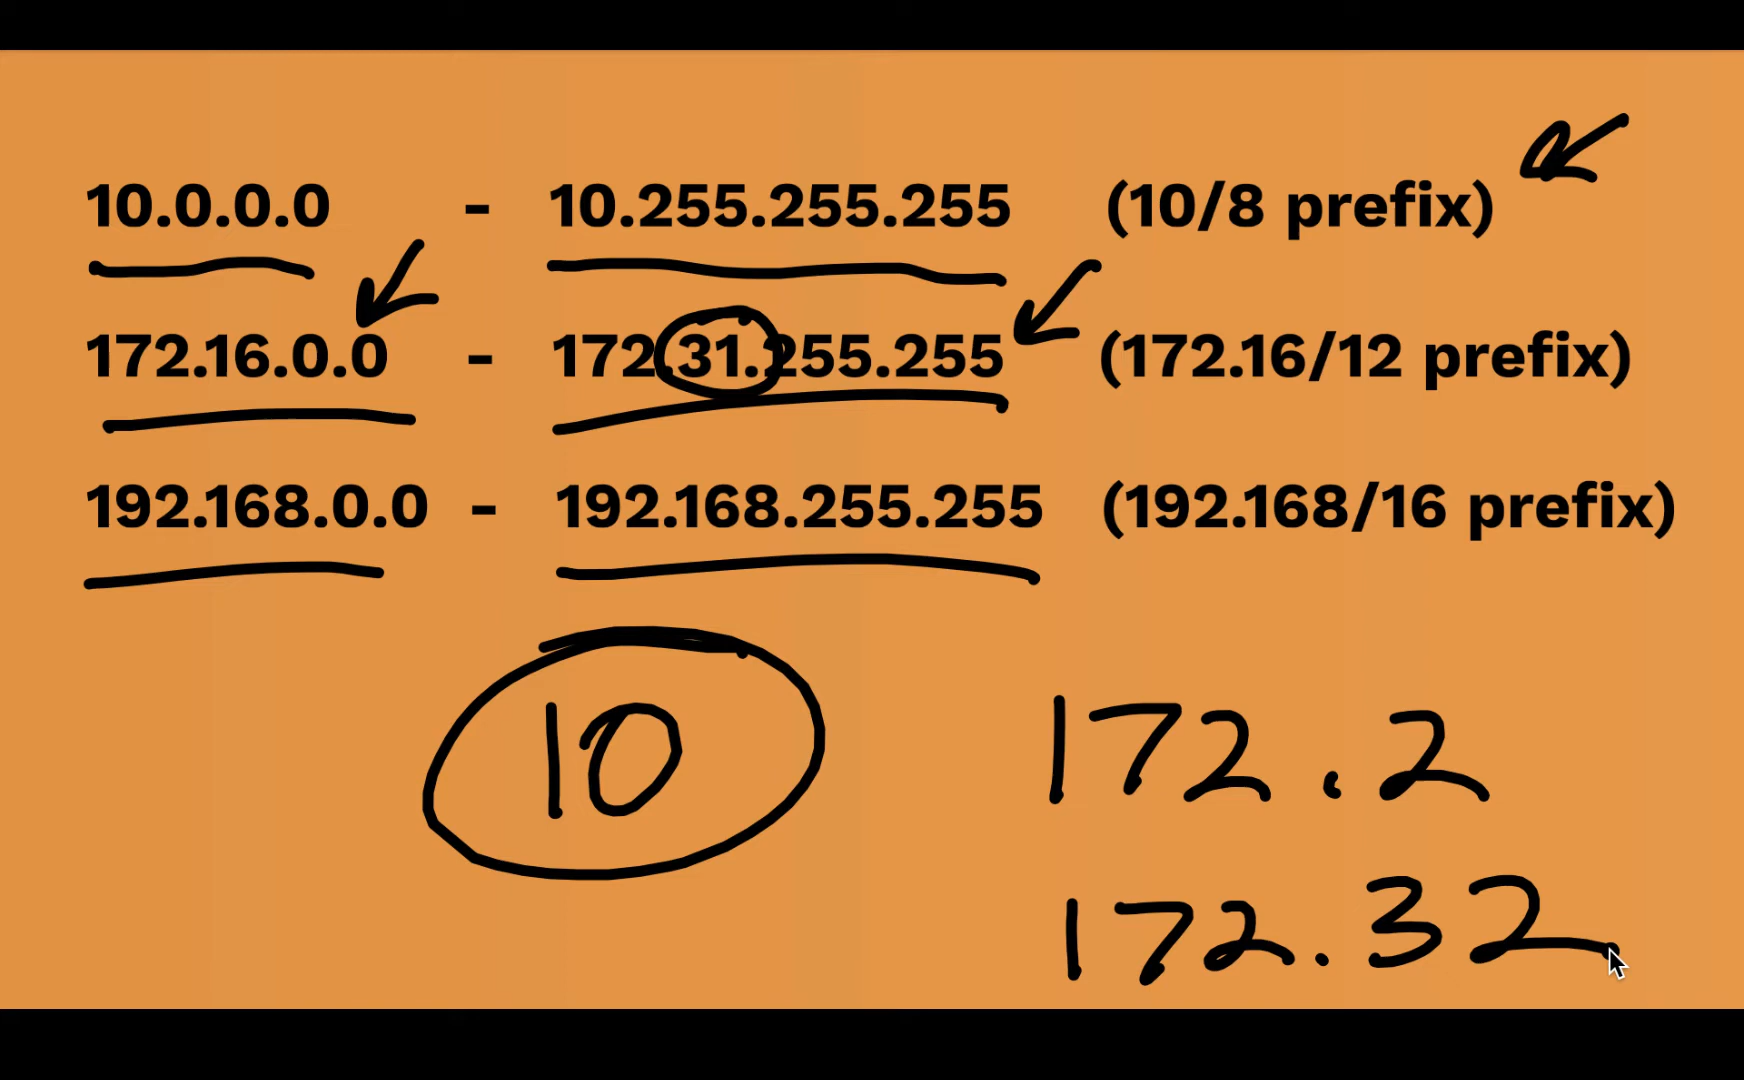 10.0.0.0 - 10.255.255.255 (10/8 prefix)
172.16.0.0 - 172.31.255.255 (172.16/12 prefix)
192.168.0.0 - 192.168.255.255 (192.168/16 prefix)
10
172.2
172.32